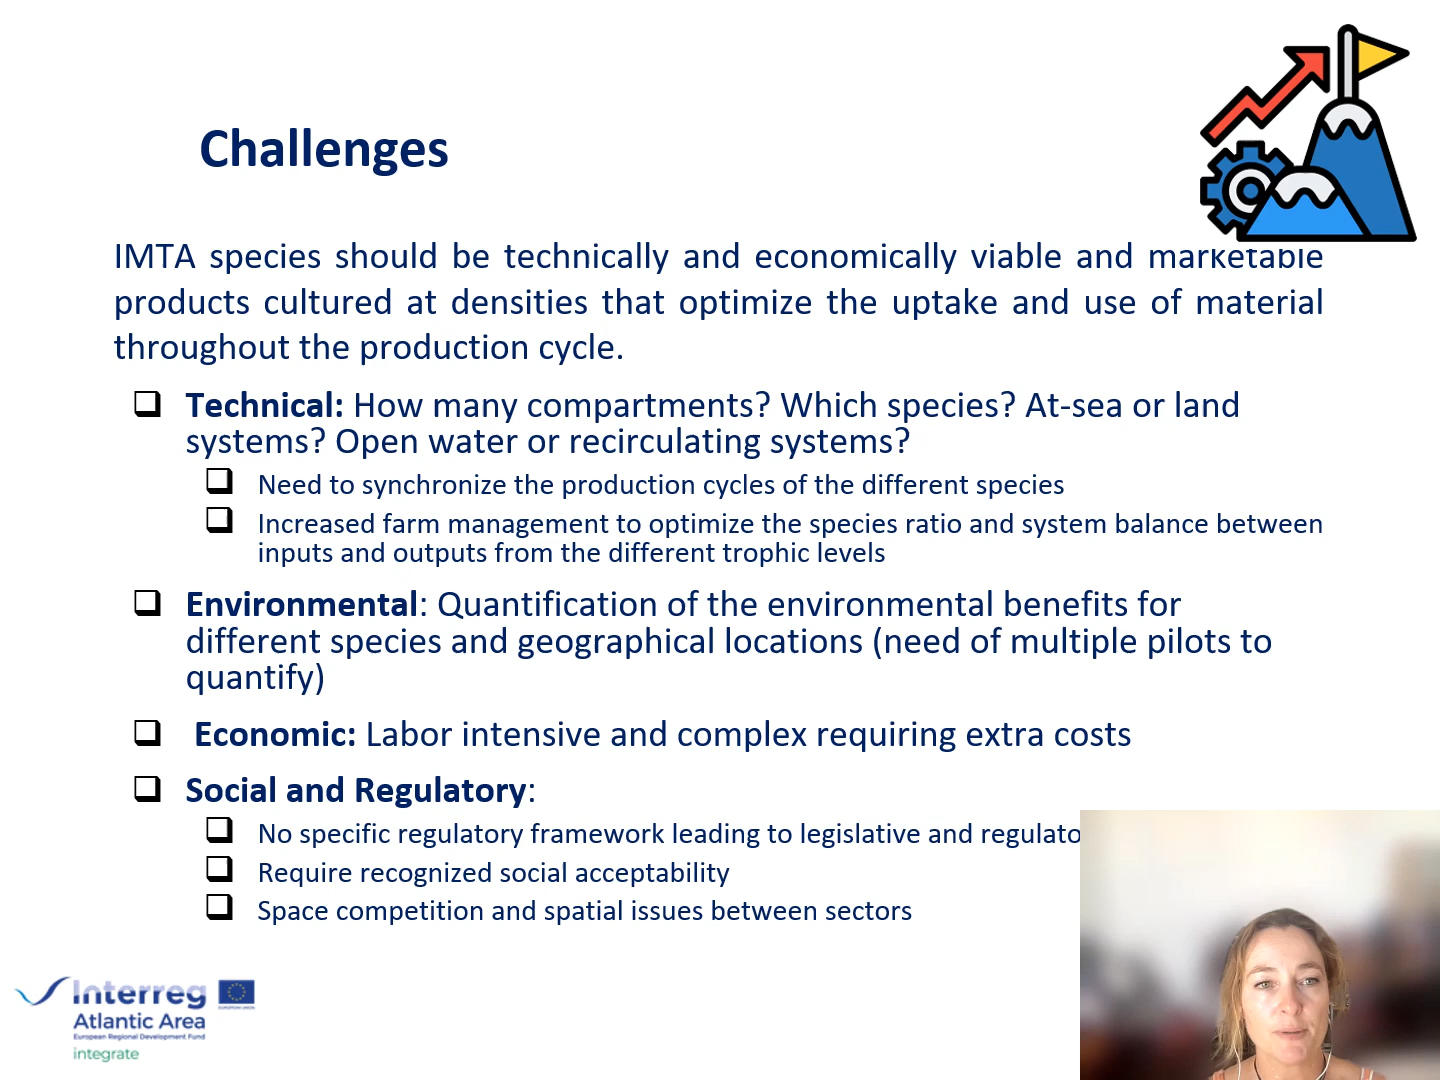 Challenges
IMTA species should be technically and economically viable and marketable
products cultured at densities that optimize the uptake and use of material
throughout the production cycle.
Technical: How many compartments? Which species? At-sea or land
systems? Open water or recirculating systems?
Need to synchronize the production cycles of the different species
Increased farm management to optimize the species ratio and system balance between
inputs and outputs from the different trophic levels
Environmental: Quantification of the environmental benefits for
different species and geographical locations (need of multiple pilots to
quantify)
Economic: Labor intensive and complex requiring extra costs
Social and Regulatory:
No specific regulatory framework leading to legislative and
Require recognized social acceptability
Space competition and spatial issues between sectors
Interreg
EUROPEAN UNION
Atlantic Area
European Regional Development Fund
integrate